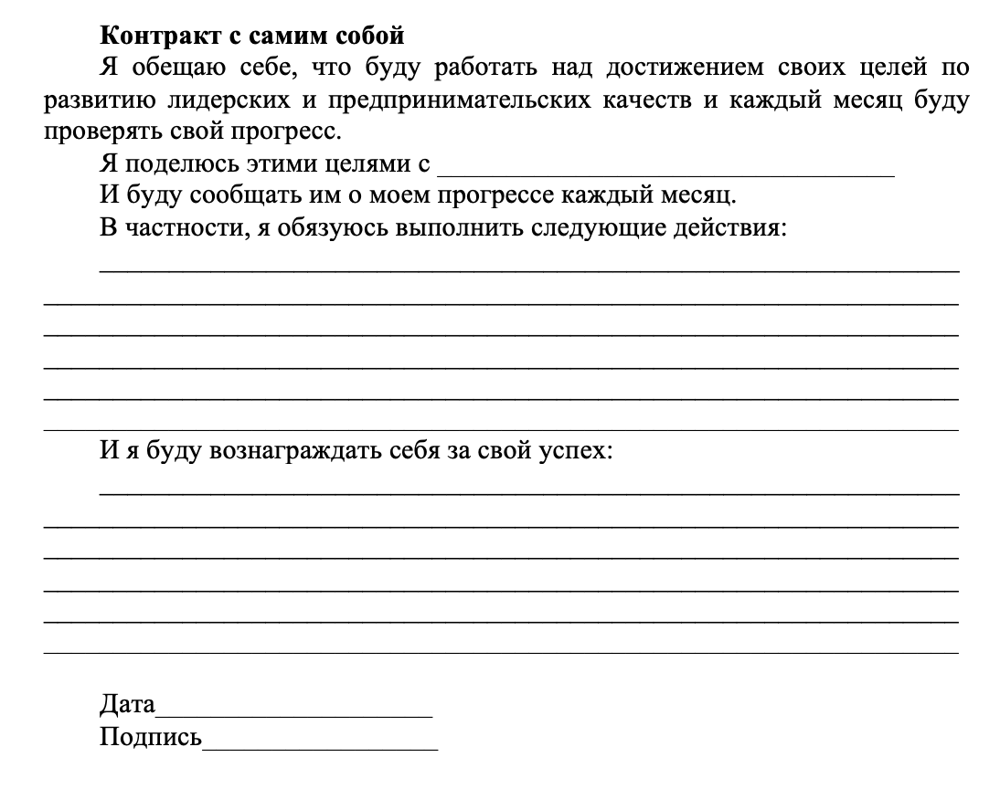 Контракт с самим собой
Я обещаю себе, что буду работать над достижением своих целей по
развитию лидерских и предпринимательских качеств и каждый месяц буду
проверять свой прогресс.
Я поделюсь этими целями с ________________________________
И буду сообщать им о моем прогрессе каждый месяц.
В частности, я обязуюсь выполнить следующие действия:
И я буду вознаграждать себя за свой успех:
Дата____________________
Подпись_________________